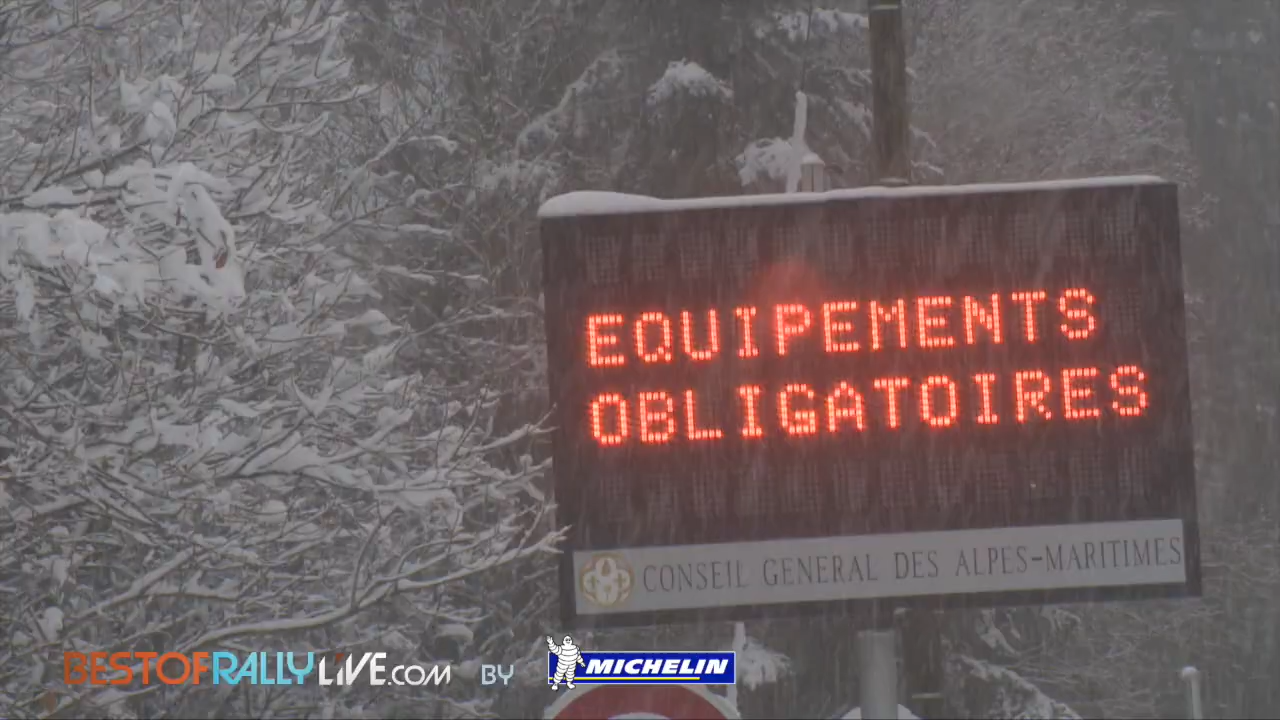 EQUIPEMENTS
OBLIGATOIRES
CONSEIL GENERAL DES ALPES-MARITIMES
BESTOFRALLYLIVE.COM BY MICHELIN